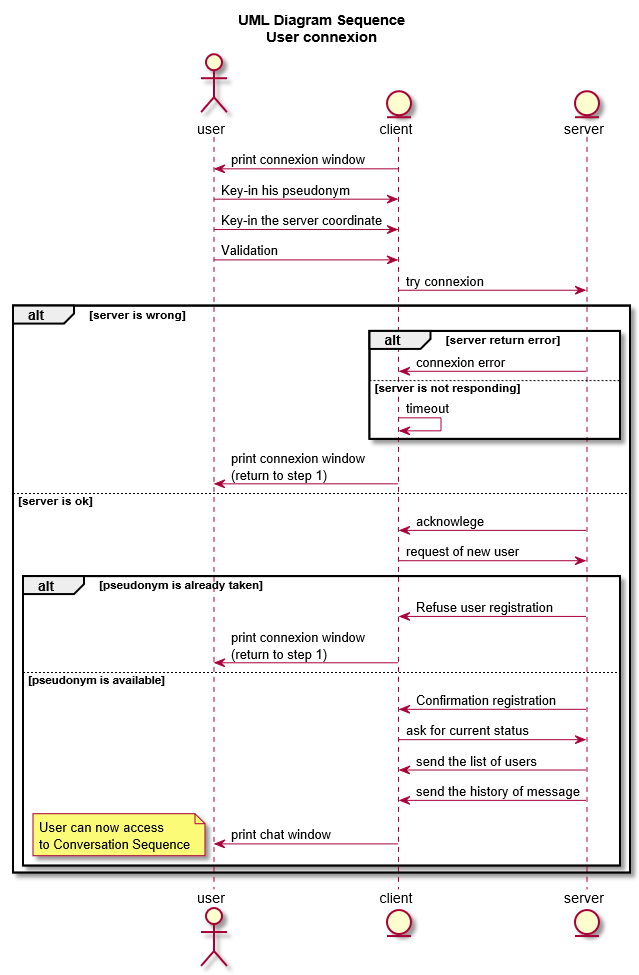 UML Diagram Sequence
User connexion
user
client
server
print connexion window
Key-in his pseudonym
Key-in the server coordinate
Validation
try connexion
alt [server is wrong]
alt [server return error]
connexion error
[server is not responding]
timeout
print connexion window
(return to step 1)
[server is ok]
acknowlege
request of new user
alt [pseudonym is already taken]
Refuse user registration
print connexion window
(return to step 1)
[pseudonym is available]
Confirmation registration
ask for current status
send the list of users
send the history of message
User can now access
to Conversation Sequence
print chat window
user
client
server